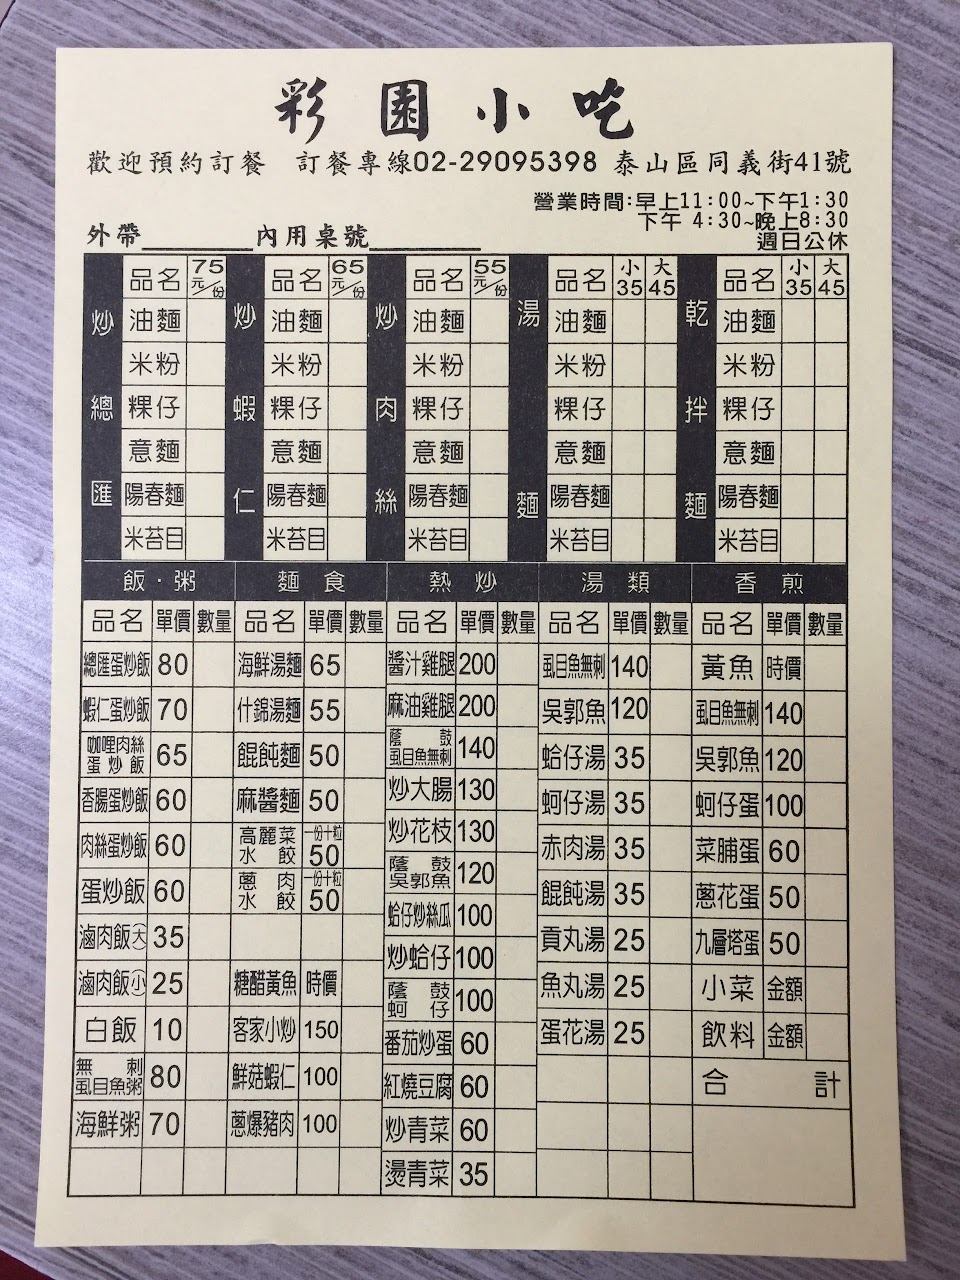 彩園小吃
歡迎預約訂餐 訂餐專線02-29095398 泰山區同義街41號
營業時間:早上11:00~下午1:30
下午 4:30~晚上8:30
週日公休
外帶________ 內用桌號________
炒總匯 品名 75元/份 炒蝦仁 品名 65元/份 炒肉絲 品名 55元/份 湯麵 品名 小35 大45 乾拌麵 品名 小35 大45
油麵 油麵 油麵 油麵 油麵
米粉 米粉 米粉 米粉 米粉
粿仔 粿仔 粿仔 粿仔 粿仔
意麵 意麵 意麵 意麵 意麵
陽春麵 陽春麵 陽春麵 陽春麵 陽春麵
米苔目 米苔目 米苔目 米苔目 米苔目
飯·粥
品名 單價 數量
總匯蛋炒飯 80
蝦仁蛋炒飯 70
咖哩肉絲蛋炒飯 65
香腸蛋炒飯 60
肉絲蛋炒飯 60
蛋炒飯 60
滷肉飯(大) 35
滷肉飯(小) 25
白飯 10
無刺虱目魚粥 80
海鮮粥 70
麵食
品名 單價 數量
海鮮湯麵 65
什錦湯麵 55
餛飩麵 50
麻醬麵 50
高麗菜水餃 一份十粒 50
蔥肉水餃 一份十粒 50
糖醋黃魚 時價
客家小炒 150
鮮菇蝦仁 100
蔥爆豬肉 100
熱炒
品名 單價 數量
醬汁雞腿 200
麻油雞腿 200
蔭鼓虱目魚無刺 140
炒大腸 130
炒花枝 130
蔭鼓吳郭魚 120
蛤仔炒絲瓜 100
炒蛤仔 100
蔭鼓蚵仔 100
番茄炒蛋 60
紅燒豆腐 60
炒青菜 60
燙青菜 35
湯類
品名 單價 數量
虱目魚無刺 140
吳郭魚 120
蛤仔湯 35
蚵仔湯 35
赤肉湯 35
餛飩湯 35
貢丸湯 25
魚丸湯 25
蛋花湯 25
香煎
品名 單價 數量
黃魚 時價
虱目魚無刺 140
吳郭魚 120
蚵仔蛋 100
菜脯蛋 60
蔥花蛋 50
九層塔蛋 50
小菜 金額
飲料 金額
合計